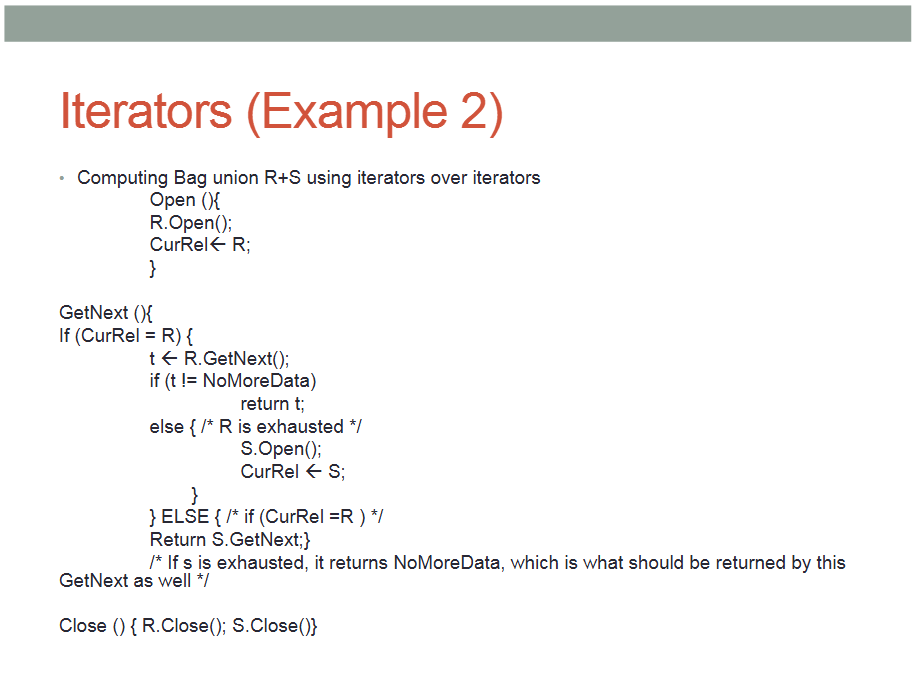 Iterators (Example 2)
• Computing Bag union R+S using iterators over iterators
Open (){
R.Open();
CurRel← R;
}
GetNext (){
If (CurRel = R) {
t ← R.GetNext();
if (t != NoMoreData)
return t;
else { /* R is exhausted */
S.Open();
CurRel ← S;
}
} ELSE { /* if (CurRel =R ) */
Return S.GetNext;}
/* If s is exhausted, it returns NoMoreData, which is what should be returned by this
GetNext as well */
Close () { R.Close(); S.Close()}